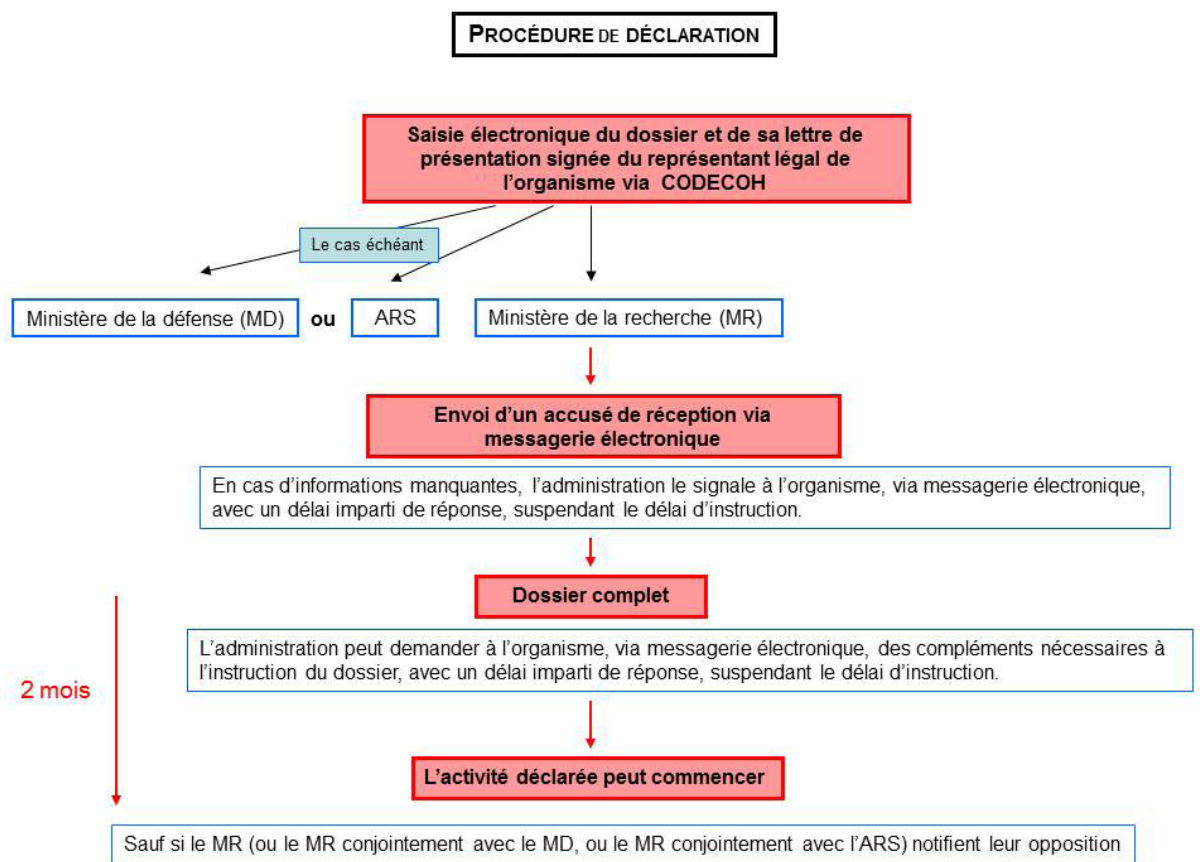 PROCÉDURE DE DÉCLARATION
Saisie électronique du dossier et de sa lettre de
présentation signée du représentant légal de
l'organisme via CODECOH
Le cas échéant
Ministère de la défense (MD)
ou
ARS
Ministère de la recherche (MR)
Envoi d'un accusé de réception via
messagerie électronique
En cas d'informations manquantes, l'administration le signale à l'organisme, via messagerie électronique,
avec un délai imparti de réponse, suspendant le délai d'instruction.
Dossier complet
L'administration peut demander à l'organisme, via messagerie électronique, des compléments nécessaires à
l'instruction du dossier, avec un délai imparti de réponse, suspendant le délai d'instruction.
2 mois
L'activité déclarée peut commencer
Sauf si le MR (ou le MR conjointement avec le MD, ou le MR conjointement avec l'ARS) notifient leur opposition